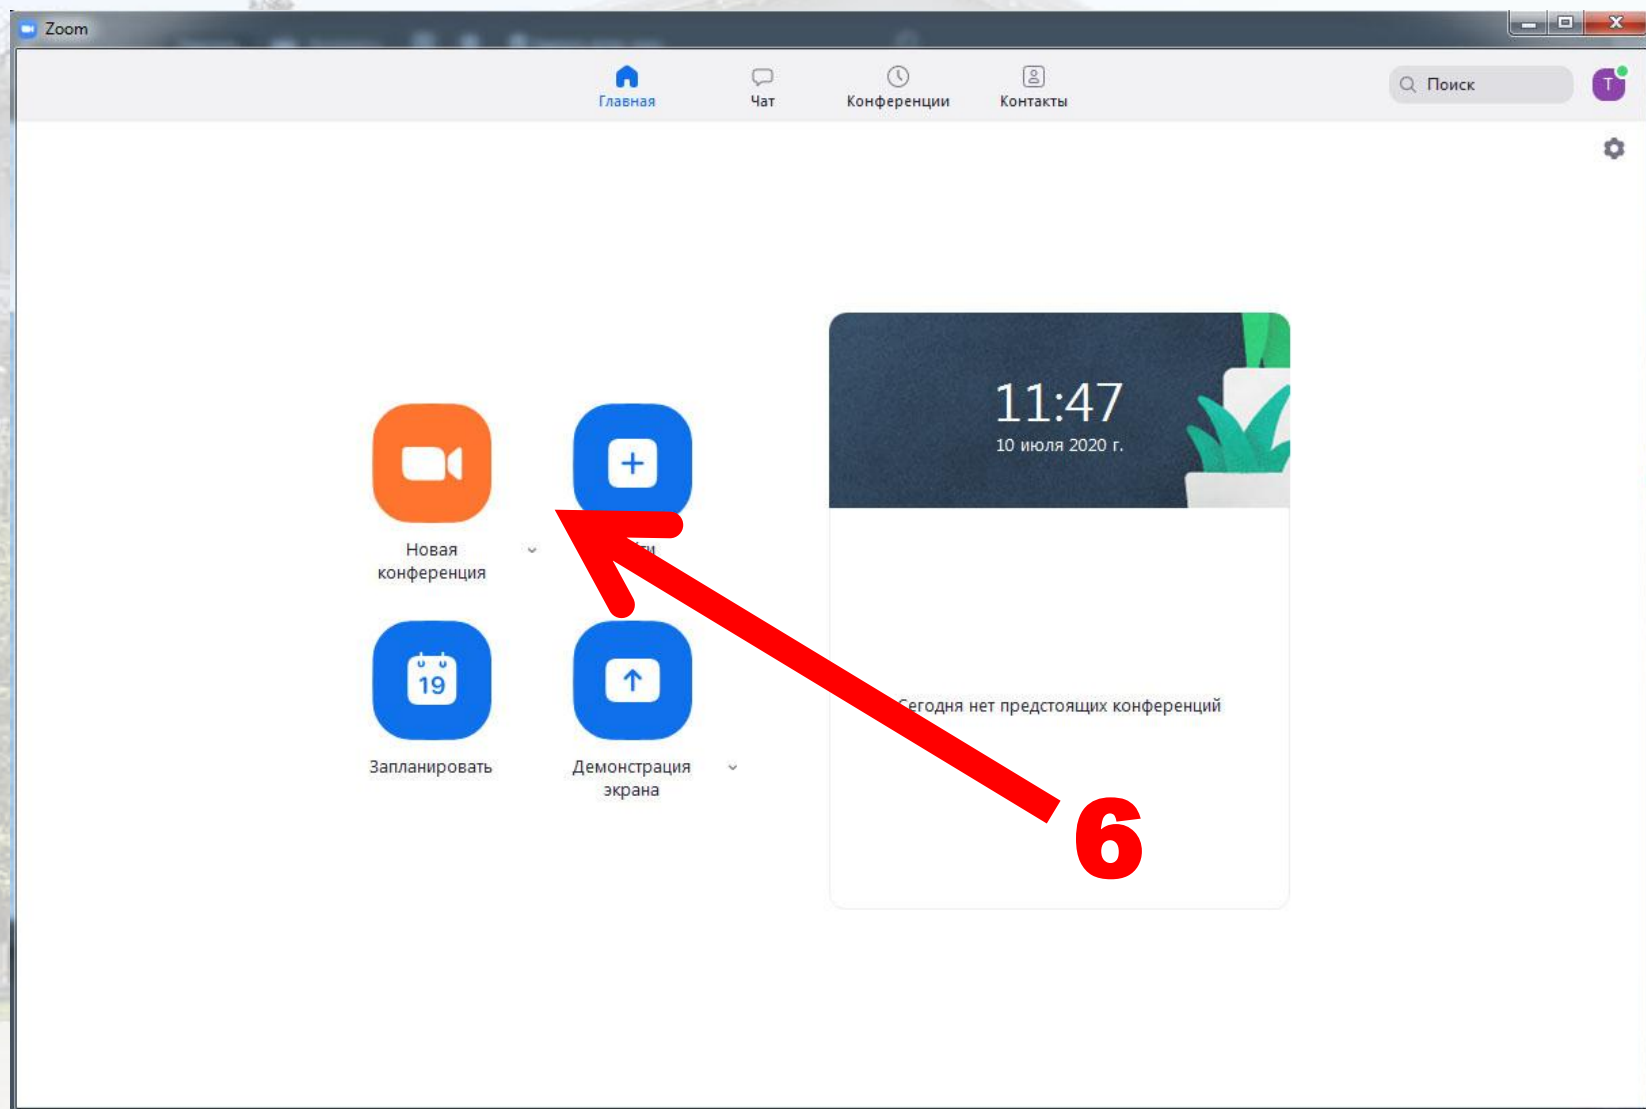 Zoom
Главная
Чат
Конференции
Контакты
Поиск
T
11:47
10 июля 2020 г.
Новая
конференция
19
Запланировать
Демонстрация
экрана
Сегодня нет предстоящих конференций
6